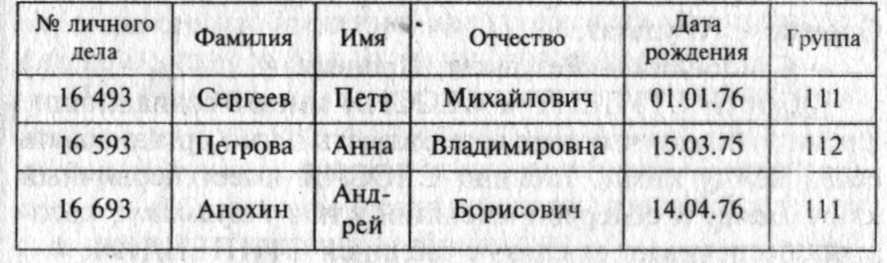 № личного дела Фамилия Имя Отчество Дата рождения Группа
16 493 Сергеев Петр Михайлович 01.01.76 111
16 593 Петрова Анна Владимировна 15.03.75 112
16 693 Анохин Анд-рей Борисович 14.04.76 111